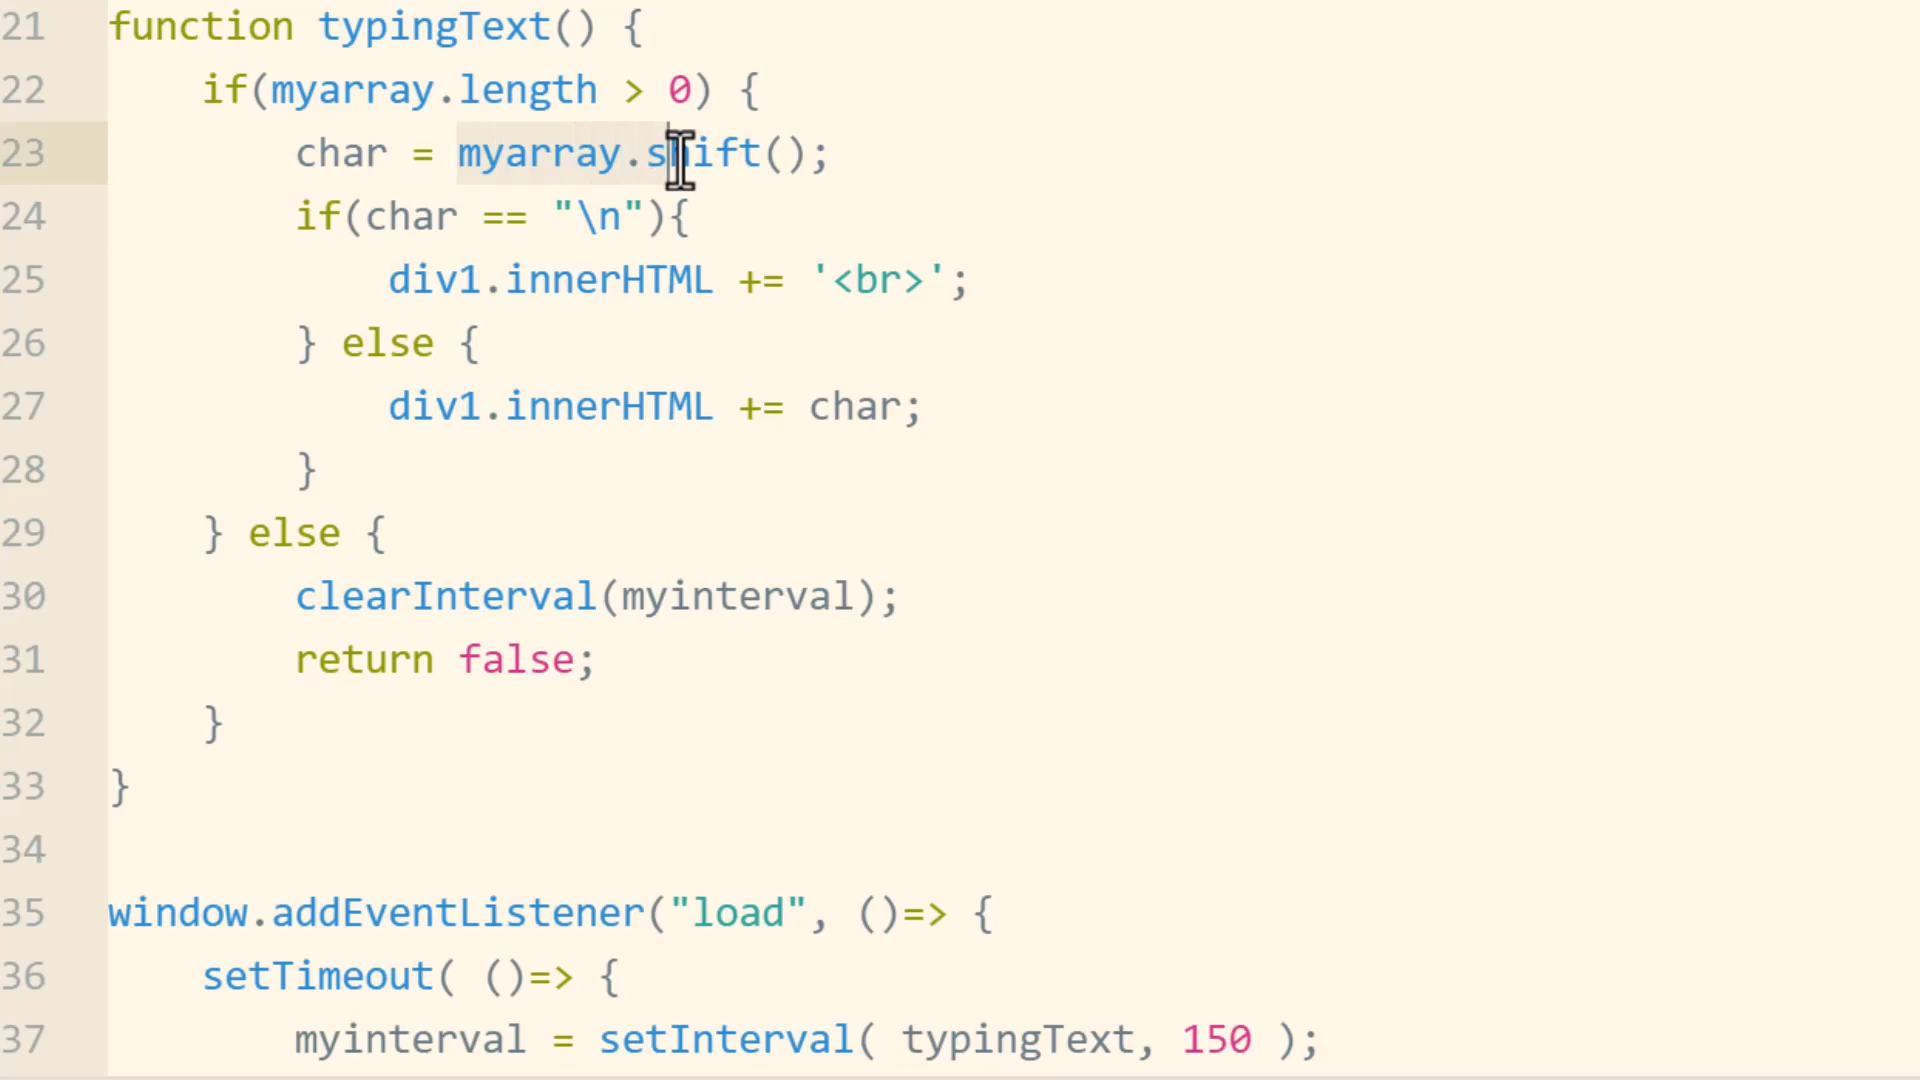 21 function typingText() {
22 if(myarray.length > 0) {
23 char = myarray.shift();
24 if(char == "\n"){
25 div1.innerHTML += '<br>';
26 } else {
27 div1.innerHTML += char;
28 }
29 } else {
30 clearInterval(myinterval);
31 return false;
32 }
33 }
34
35 window.addEventListener("load", ()=> {
36 setTimeout( ()=> {
37 myinterval = setInterval( typingText, 150 );